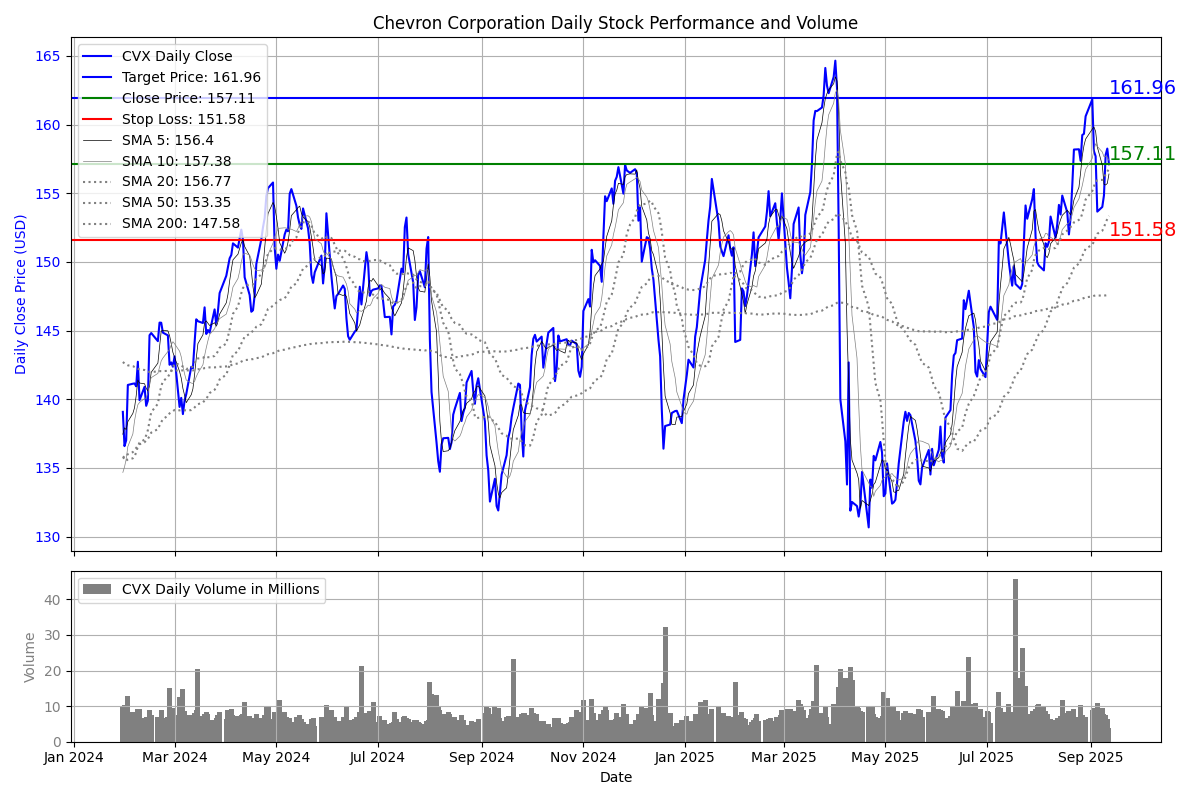 Chevron Corporation Daily Stock Performance and Volume
CVX Daily Close
Target Price: 161.96
Close Price: 157.11
Stop Loss: 151.58
SMA 5: 156.4
SMA 10: 157.38
SMA 20: 156.77
SMA 50: 153.35
SMA 200: 147.58
161.96
157.11
151.58
Daily Close Price (USD)
165
160
155
150
145
140
135
130
CVX Daily Volume in Millions
Volume
40
30
20
10
0
Jan 2024 Mar 2024 May 2024 Jul 2024 Sep 2024 Nov 2024 Jan 2025 Mar 2025 May 2025 Jul 2025 Sep 2025
Date